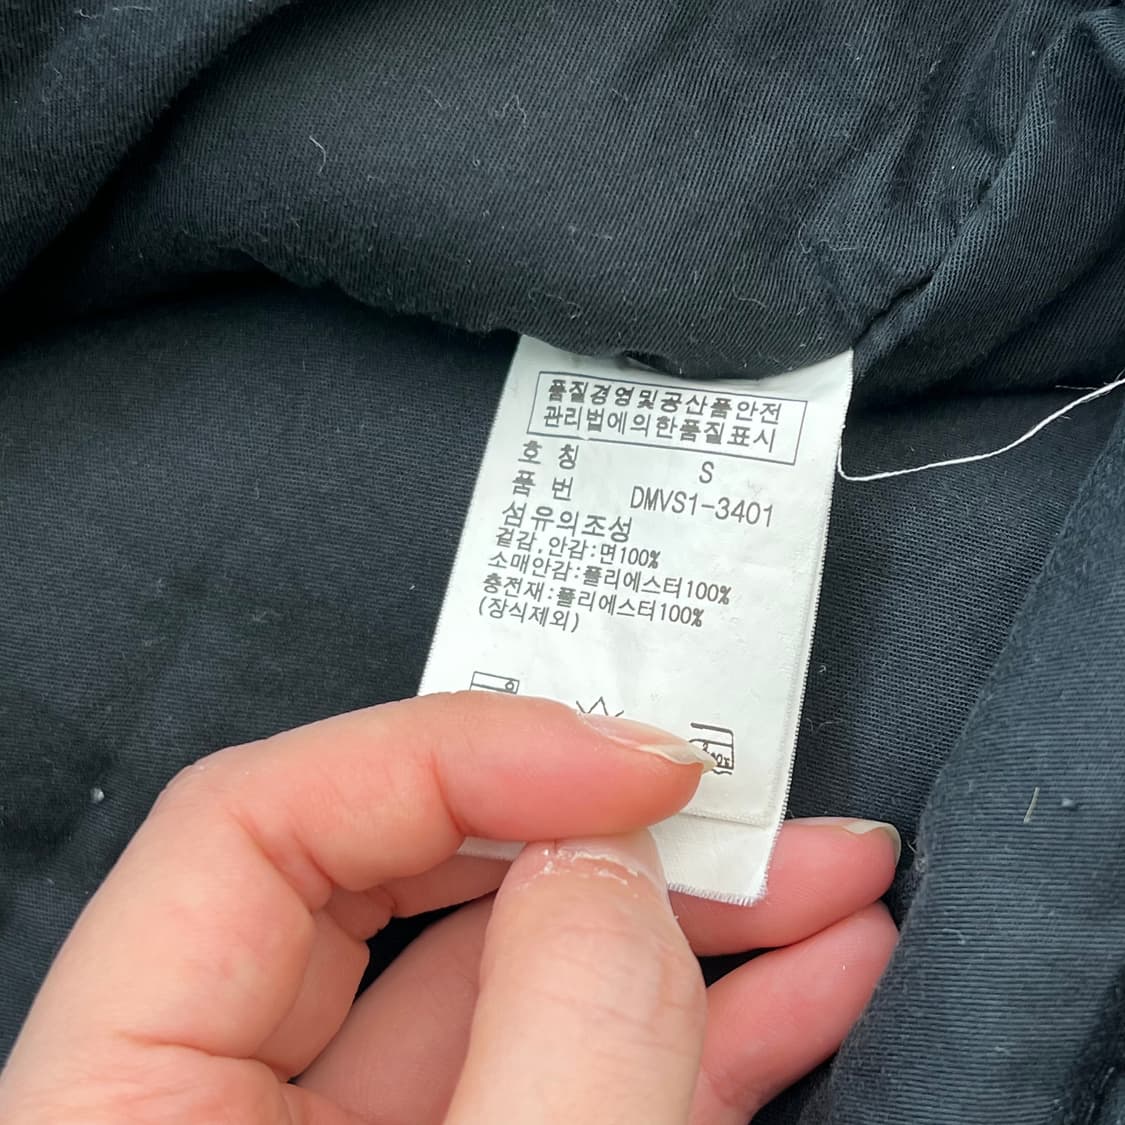 품질경영및공산품안전
관리법에의한품질표시
호 칭 S
품 번 DMVS1-3401
섬유의조성
겉감,안감:면100%
소매안감:폴리에스터100%
충전재:폴리에스터100%
(장식제외)